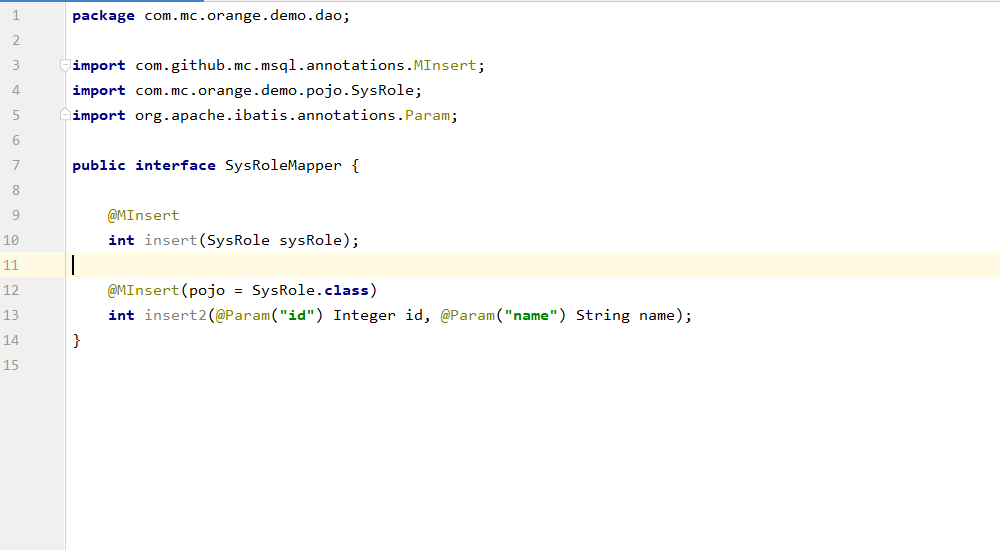 1 package com.mc.orange.demo.dao;
2
3 import com.github.mc.msql.annotations.MInsert;
4 import com.mc.orange.demo.pojo.SysRole;
5 import org.apache.ibatis.annotations.Param;
6
7 public interface SysRoleMapper {
8
9     @MInsert
10     int insert(SysRole sysRole);
11
12     @MInsert(pojo = SysRole.class)
13     int insert2(@Param("id") Integer id, @Param("name") String name);
14 }
15